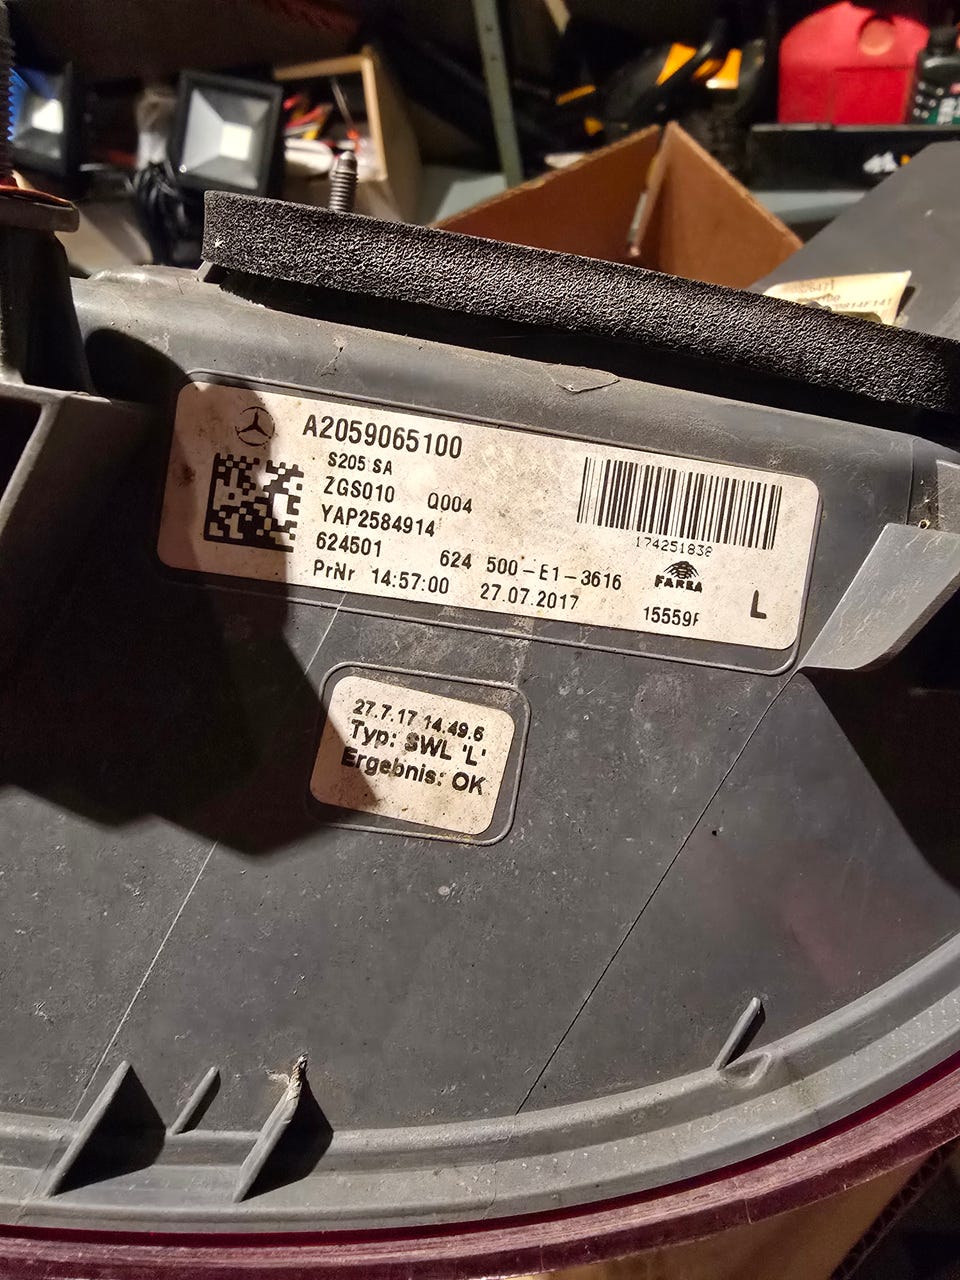 A2059065100
S205 SA
ZGS010 Q004
YAP2584914
624501 624 500-E1-3616
PrNr 14:57:00 27.07.2017
174251838
FARBA
15559F
L
27.7.17 14.49.6
Typ: SWL 'L'
Ergebnis: OK